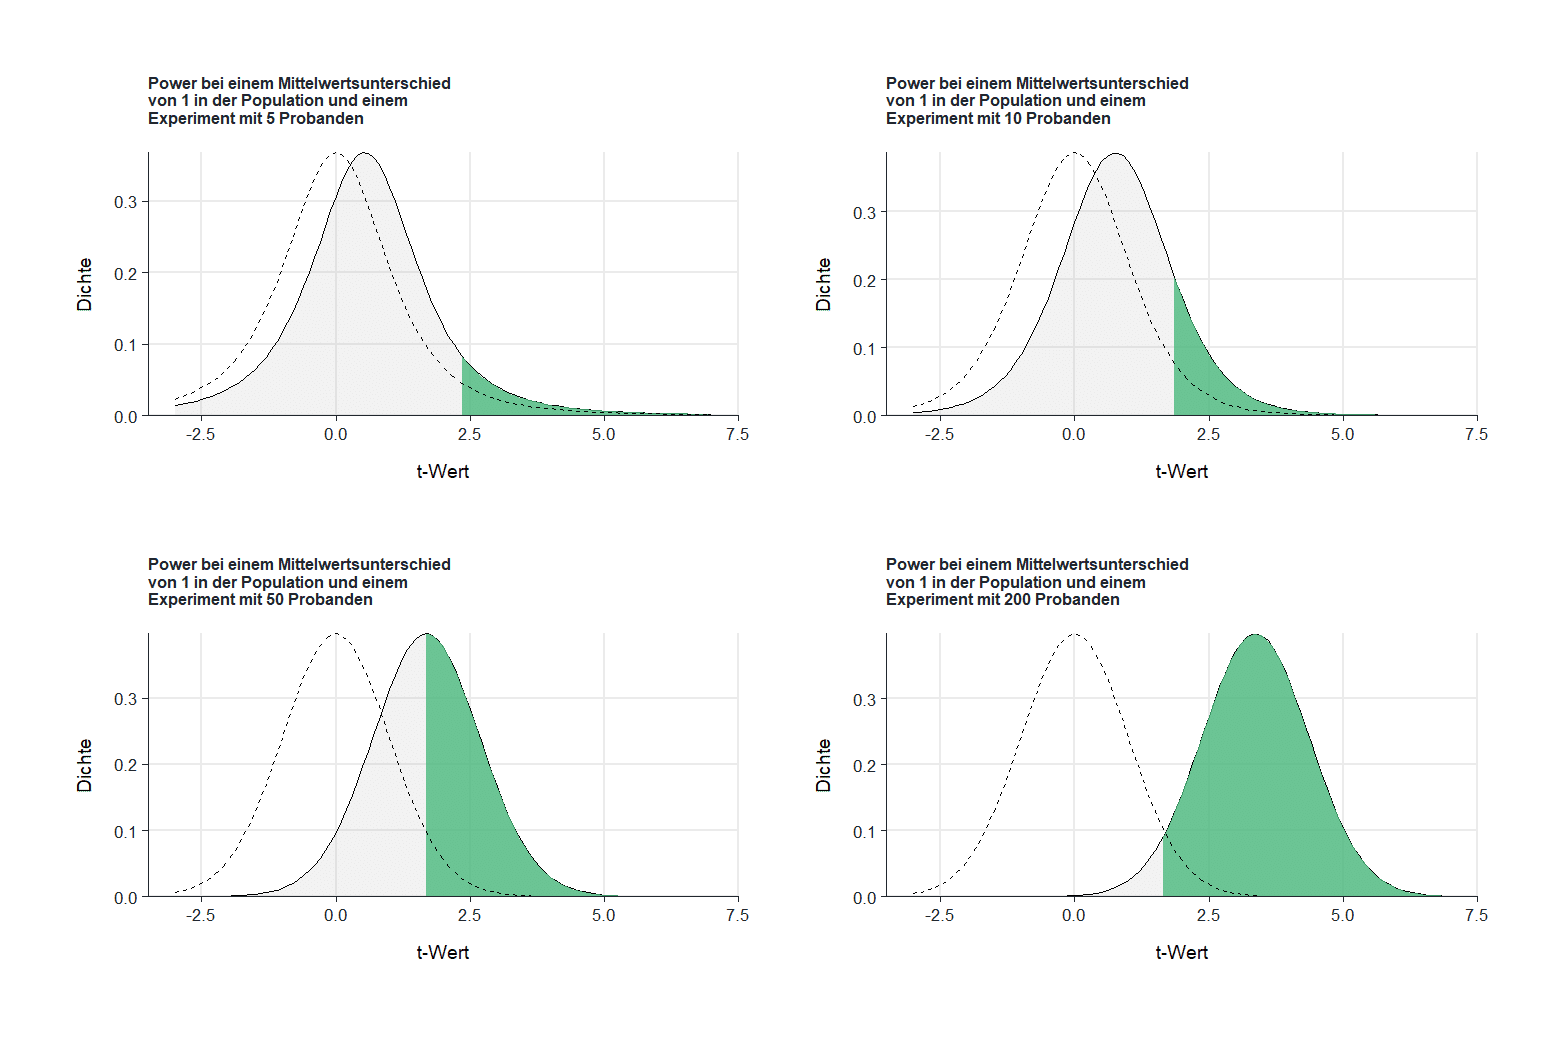 Power bei einem Mittelwertsunterschied
von 1 in der Population und einem
Experiment mit 5 Probanden
0.3
0.2
0.1
0.0
Dichte
-2.5 0.0 2.5 5.0 7.5
t-Wert
Power bei einem Mittelwertsunterschied
von 1 in der Population und einem
Experiment mit 10 Probanden
0.3
0.2
0.1
0.0
Dichte
-2.5 0.0 2.5 5.0 7.5
t-Wert
Power bei einem Mittelwertsunterschied
von 1 in der Population und einem
Experiment mit 50 Probanden
0.3
0.2
0.1
0.0
Dichte
-2.5 0.0 2.5 5.0 7.5
t-Wert
Power bei einem Mittelwertsunterschied
von 1 in der Population und einem
Experiment mit 200 Probanden
0.3
0.2
0.1
0.0
Dichte
-2.5 0.0 2.5 5.0 7.5
t-Wert